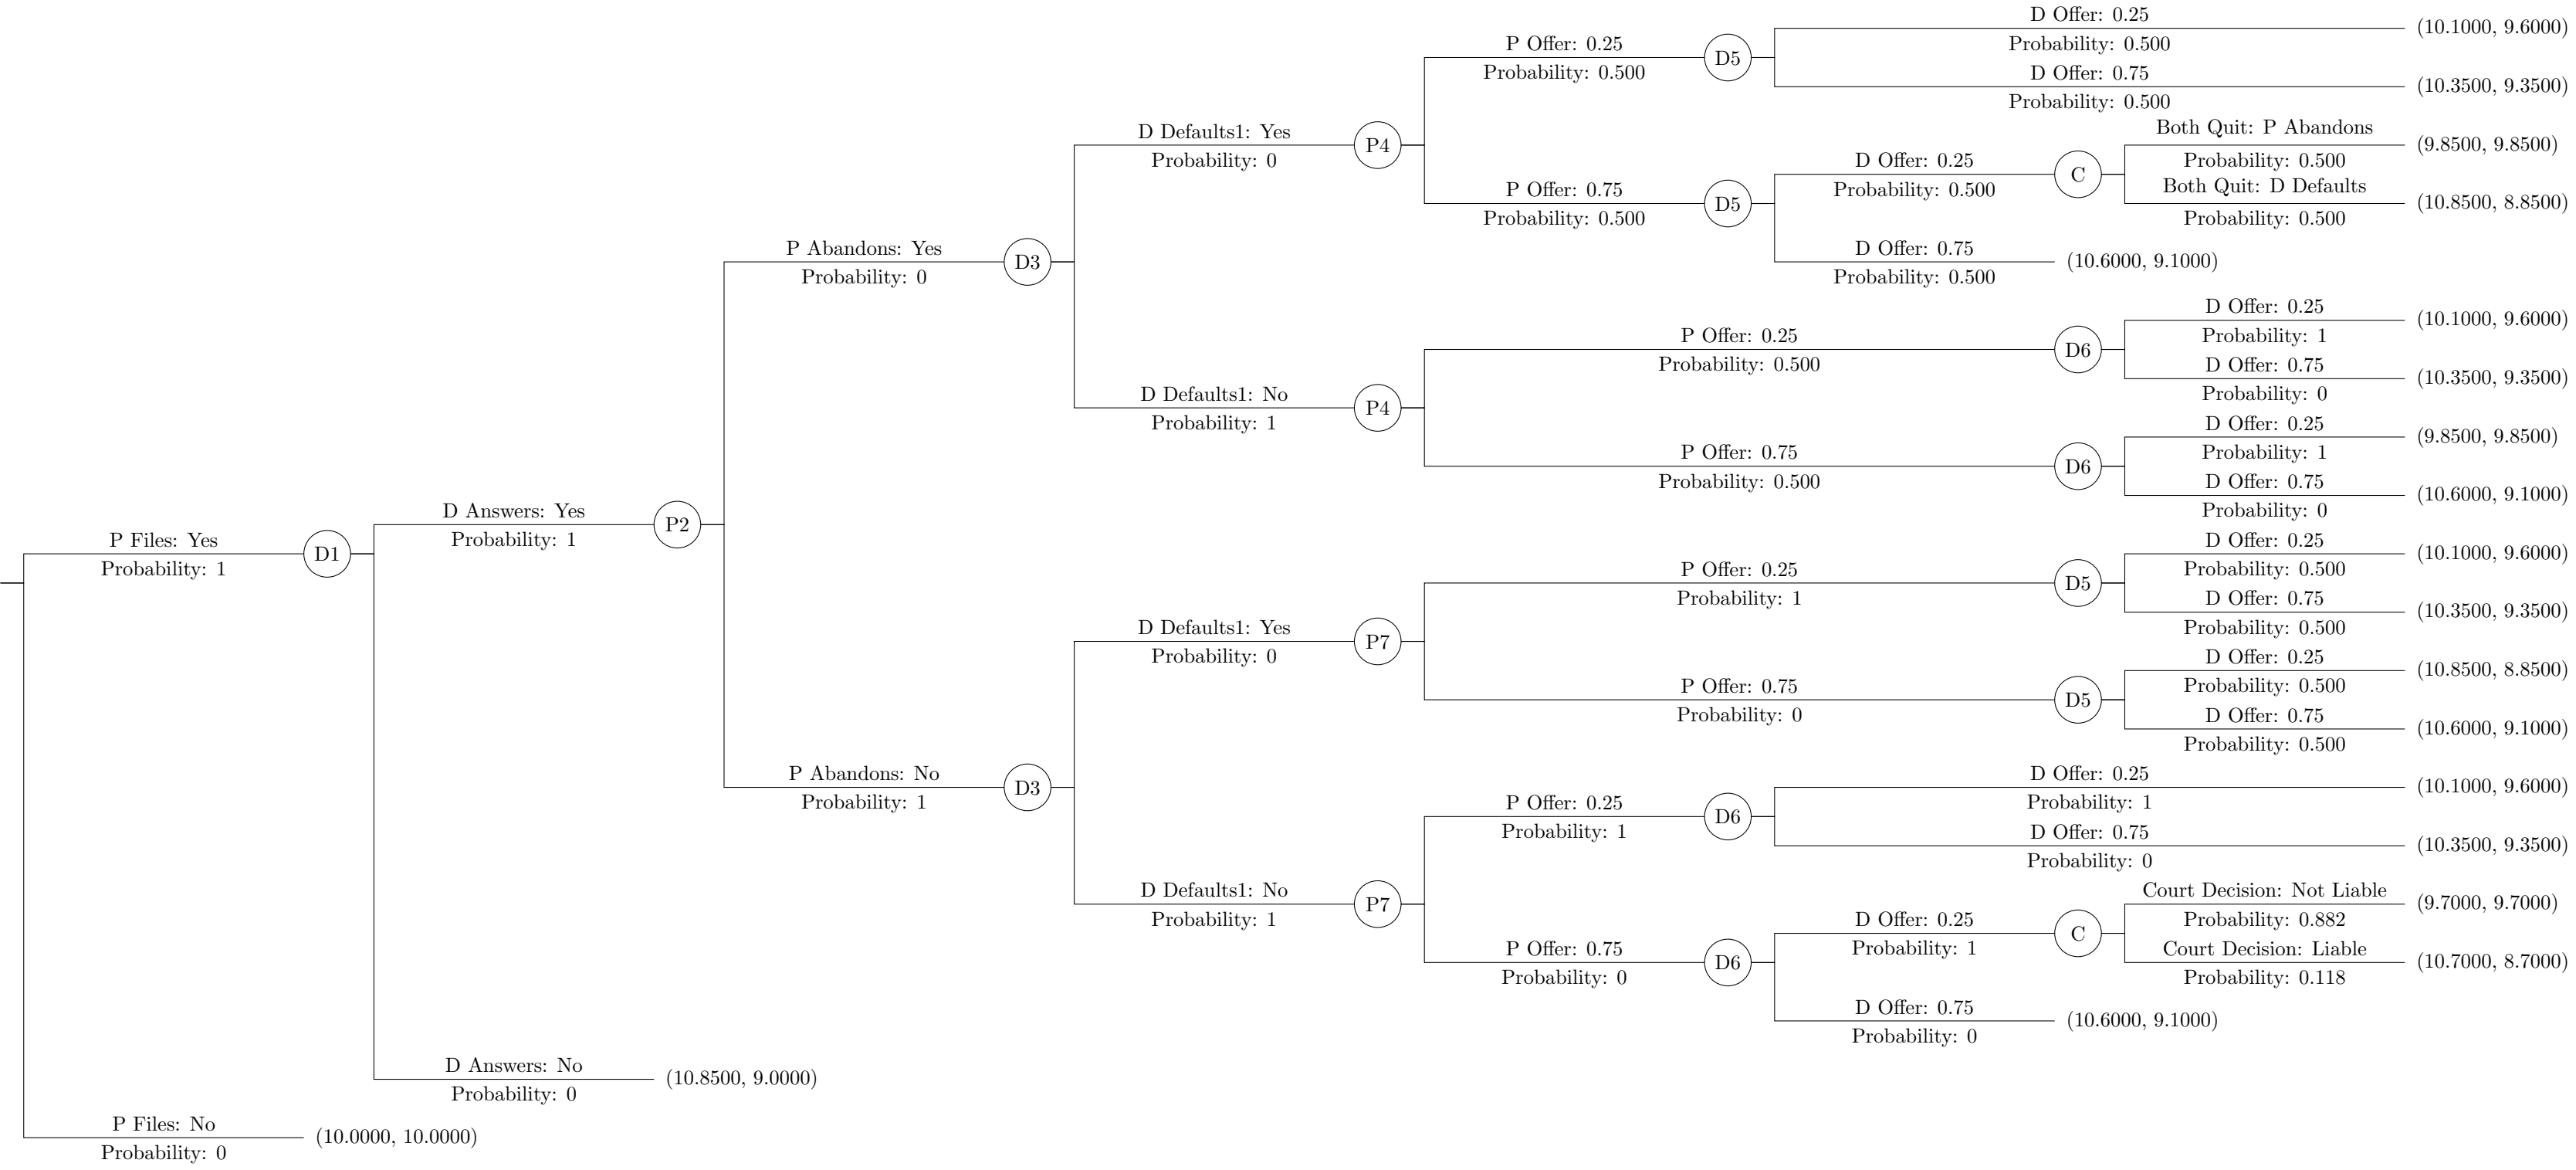 D Offer: 0.25
(10.1000, 9.6000)
P Offer: 0.25
Probability: 0.500
D5
Probability: 0.500
D Offer: 0.75
(10.3500, 9.3500)
Probability: 0.500
D Defaults1: Yes
Probability: 0
P4
Both Quit: P Abandons
(9.8500, 9.8500)
D Offer: 0.25
Probability: 0.500
C
Probability: 0.500
Both Quit: D Defaults
P Offer: 0.75
Probability: 0.500
D5
(10.8500, 8.8500)
Probability: 0.500
P Abandons: Yes
Probability: 0
D3
D Offer: 0.75
(10.6000, 9.1000)
Probability: 0.500
D Offer: 0.25
(10.1000, 9.6000)
P Offer: 0.25
Probability: 0.500
D6
Probability: 1
D Offer: 0.75
(10.3500, 9.3500)
Probability: 0
D Defaults1: No
Probability: 1
P4
D Offer: 0.25
(9.8500, 9.8500)
P Offer: 0.75
Probability: 0.500
D6
Probability: 1
D Offer: 0.75
(10.6000, 9.1000)
Probability: 0
P Files: Yes
Probability: 1
D1
D Answers: Yes
Probability: 1
P2
D Offer: 0.25
(10.1000, 9.6000)
P Offer: 0.25
Probability: 1
D5
Probability: 0.500
D Offer: 0.75
(10.3500, 9.3500)
Probability: 0.500
D Defaults1: Yes
Probability: 0
P7
D Offer: 0.25
(10.8500, 8.8500)
P Offer: 0.75
Probability: 0
D5
Probability: 0.500
D Offer: 0.75
(10.6000, 9.1000)
Probability: 0.500
P Abandons: No
Probability: 1
D3
D Offer: 0.25
(10.1000, 9.6000)
P Offer: 0.25
Probability: 1
D6
Probability: 1
D Offer: 0.75
(10.3500, 9.3500)
Probability: 0
D Defaults1: No
Probability: 1
P7
Court Decision: Not Liable
(9.7000, 9.7000)
D Offer: 0.25
Probability: 1
C
Probability: 0.882
Court Decision: Liable
(10.7000, 8.7000)
Probability: 0.118
P Offer: 0.75
Probability: 0
D6
D Offer: 0.75
(10.6000, 9.1000)
Probability: 0
D Answers: No
(10.8500, 9.0000)
Probability: 0
P Files: No
(10.0000, 10.0000)
Probability: 0